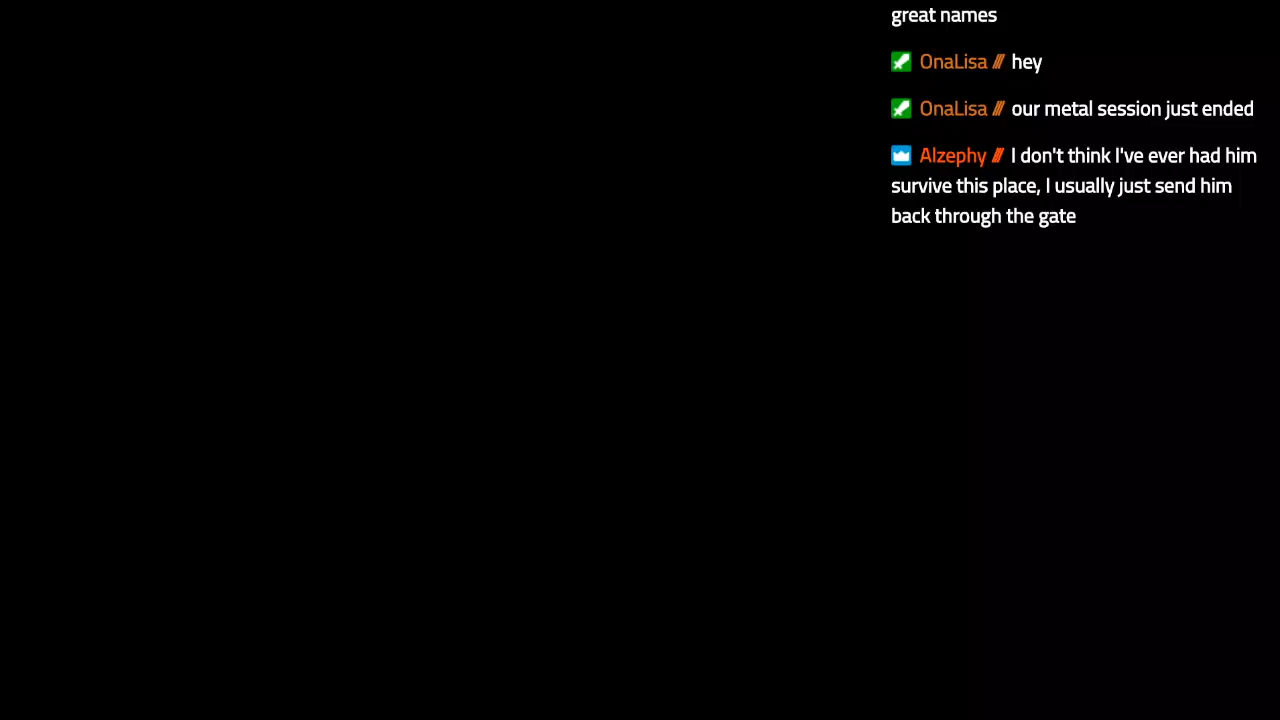 great names
OnaLisa /// hey
OnaLisa /// our metal session just ended
Alzephy /// I don't think I've ever had him
survive this place, I usually just send him
back through the gate